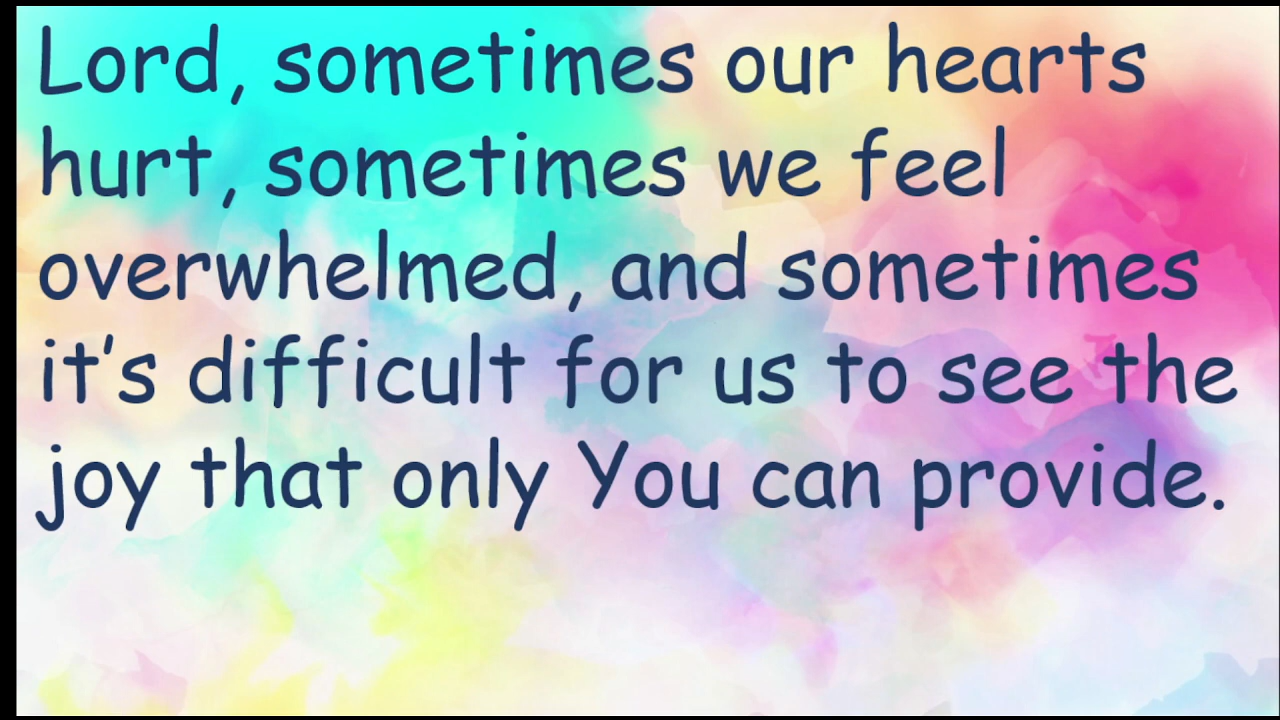 Lord, sometimes our hearts
hurt, sometimes we feel
overwhelmed, and sometimes
it's difficult for us to see the
joy that only You can provide.